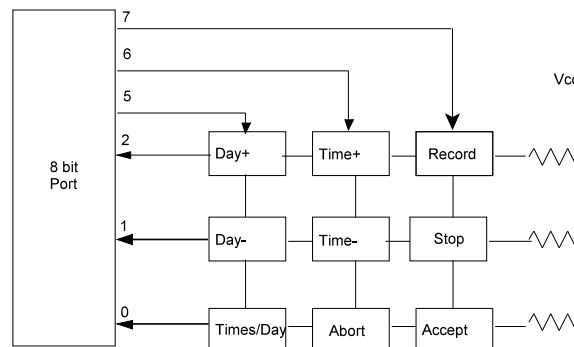 7
6
Vcc
5
2
Day+
Time+
Record
8 bit
Port
1
Day-
Time-
Stop
0
Times/Day
Abort
Accept